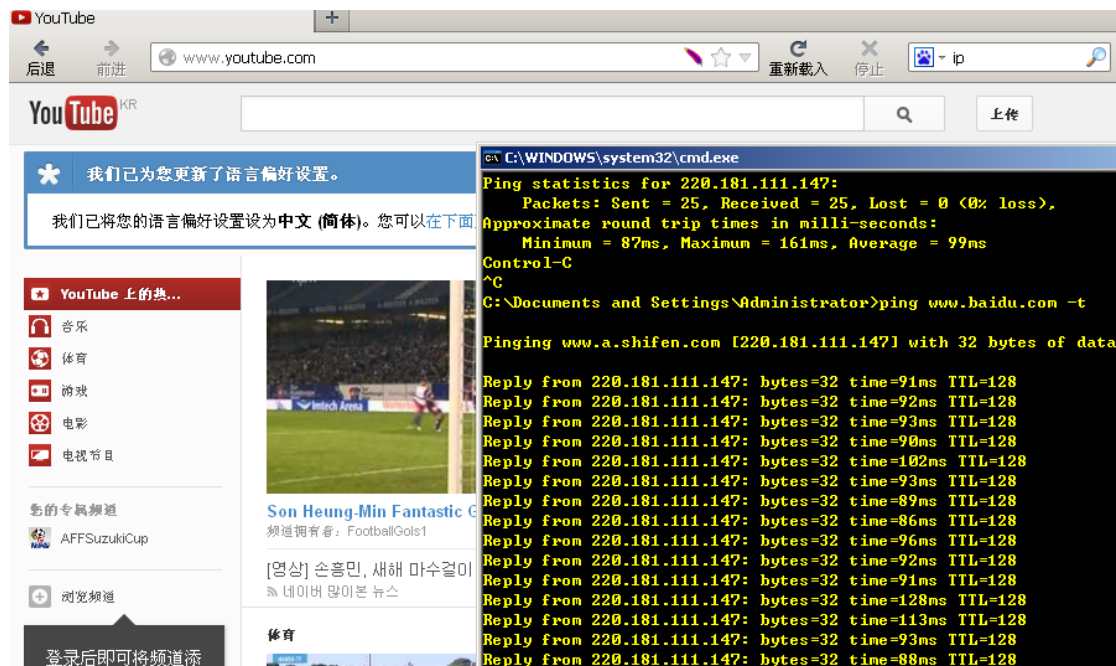 YouTube
+
后退
前进
www.youtube.com
重新载入
停止
ip
YouTube KR
上传
我们已为您更新了语言偏好设置。
我们已将您的语言偏好设置设为中文 (简体)。您可以在下面
YouTube 上的热...
音乐
体育
游戏
电影
电视节目
您的专属频道
AFFSuzukiCup
浏览频道
登录后即可将频道添
Imtech Arena
Son Heung-Min Fantastic G
频道拥有者：FootballGols1
[영상] 손흥민, 새해 마수걸이
네이버 많이본 뉴스
体育
C:\WINDOWS\system32\cmd.exe
Ping statistics for 220.181.111.147:
Packets: Sent = 25, Received = 25, Lost = 0 (0% loss),
Approximate round trip times in milli-seconds:
Minimum = 87ms, Maximum = 161ms, Average = 99ms
Control-C
^C
C:\Documents and Settings\Administrator>ping www.baidu.com -t
Pinging www.a.shifen.com [220.181.111.147] with 32 bytes of data
Reply from 220.181.111.147: bytes=32 time=91ms TTL=128
Reply from 220.181.111.147: bytes=32 time=92ms TTL=128
Reply from 220.181.111.147: bytes=32 time=93ms TTL=128
Reply from 220.181.111.147: bytes=32 time=90ms TTL=128
Reply from 220.181.111.147: bytes=32 time=102ms TTL=128
Reply from 220.181.111.147: bytes=32 time=93ms TTL=128
Reply from 220.181.111.147: bytes=32 time=89ms TTL=128
Reply from 220.181.111.147: bytes=32 time=86ms TTL=128
Reply from 220.181.111.147: bytes=32 time=96ms TTL=128
Reply from 220.181.111.147: bytes=32 time=92ms TTL=128
Reply from 220.181.111.147: bytes=32 time=91ms TTL=128
Reply from 220.181.111.147: bytes=32 time=128ms TTL=128
Reply from 220.181.111.147: bytes=32 time=113ms TTL=128
Reply from 220.181.111.147: bytes=32 time=93ms TTL=128
Reply from 220.181.111.147: bytes=32 time=88ms TTL=128